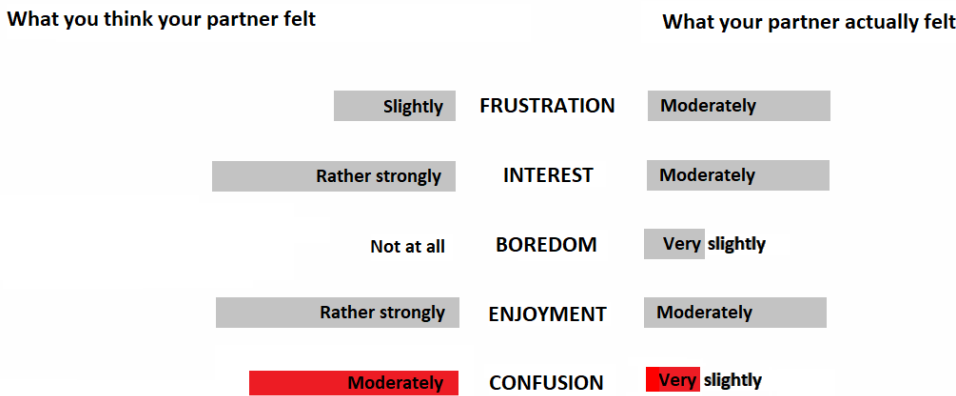 What you think your partner felt What your partner actually felt
Slightly FRUSTRATION Moderately
Rather strongly INTEREST Moderately
Not at all BOREDOM Very slightly
Rather strongly ENJOYMENT Moderately
Moderately CONFUSION Very slightly